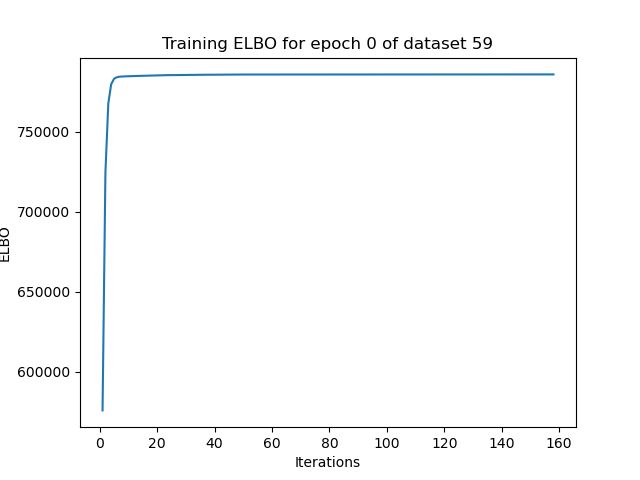 Training ELBO for epoch 0 of dataset 59
750000
700000
650000
600000
ELBO
0 20 40 60 80 100 120 140 160
Iterations